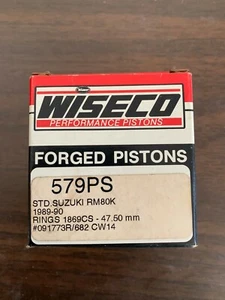 WISECO
PERFORMANCE PISTONS
FORGED PISTONS
579PS
STD.SUZUKI RM80K
1989-90
RINGS 1869CS - 47.50 mm
#091773R/682 CW14